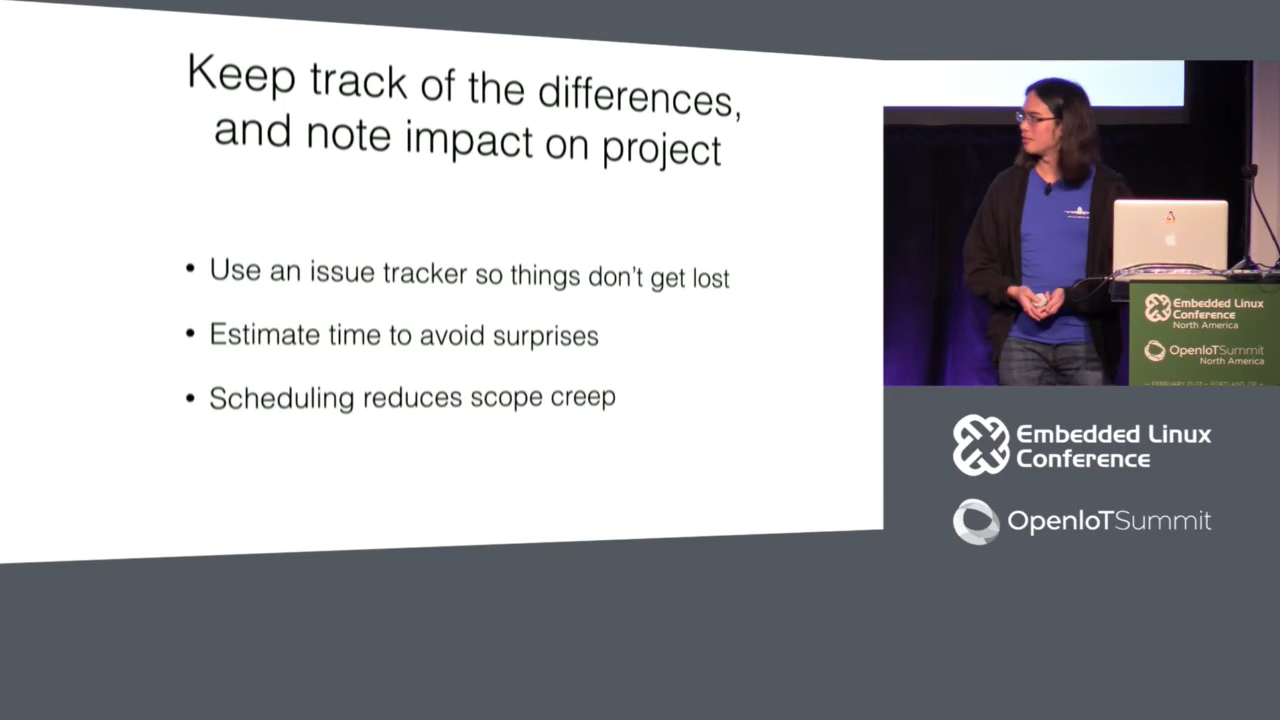 Keep track of the differences,
and note impact on project
• Use an issue tracker so things don't get lost
• Estimate time to avoid surprises
• Scheduling reduces scope creep
Embedded Linux
Conference
North America
OpenIoTSummit
North America
Embedded Linux
Conference
OpenIoTSummit